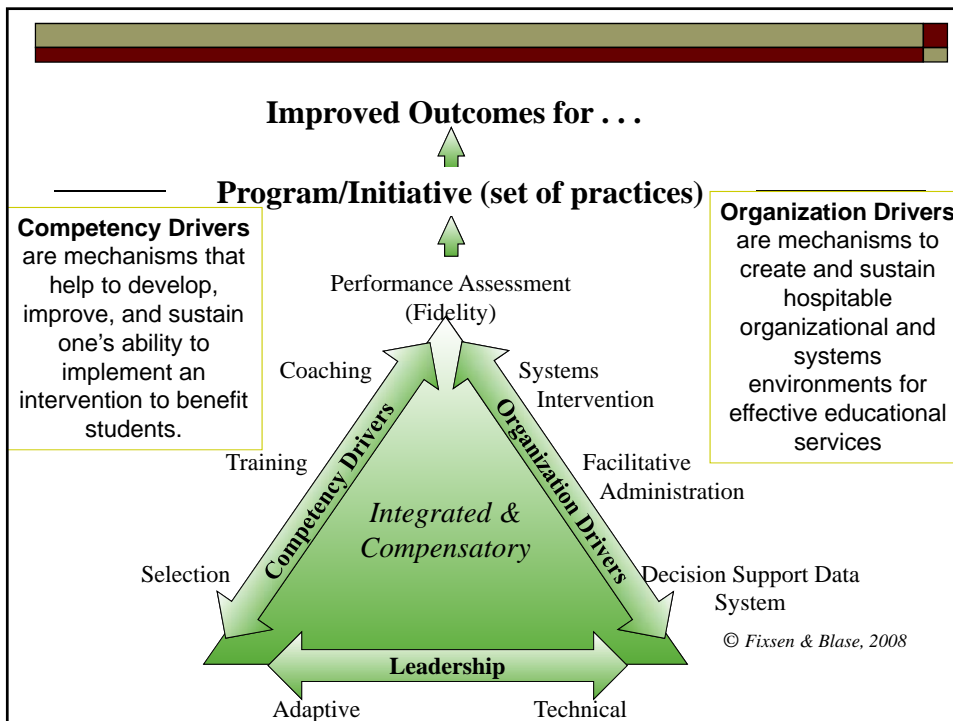 Improved Outcomes for . . .
Program/Initiative (set of practices)
Competency Drivers
are mechanisms that
help to develop,
improve, and sustain
one's ability to
implement an
intervention to benefit
students.
Organization Drivers
are mechanisms to
create and sustain
hospitable
organizational and
systems
environments for
effective educational
services
Performance Assessment
(Fidelity)
Coaching
Training
Selection
Competency Drivers
Integrated &
Compensatory
Organization Drivers
Systems
Intervention
Facilitative
Administration
Decision Support Data
System
© Fixsen & Blase, 2008
Leadership
Adaptive
Technical